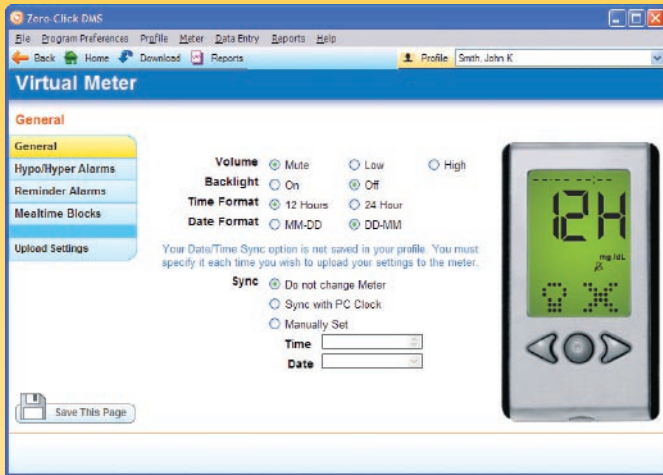 Zero-Click DMS
File Program Preferences Profile Meter Data Entry Reports Help
Back Home Download Reports Profile Smith, John K
Virtual Meter
General
General
Hypo/Hyper Alarms
Reminder Alarms
Mealtime Blocks
Upload Settings
Volume Mute Low High
Backlight On Off
Time Format 12 Hours 24 Hour
Date Format MM-DD DD-MM
Your Date/Time Sync option is not saved in your profile. You must
specify it each time you wish to upload your settings to the meter.
Sync Do not change Meter
Sync with PC Clock
Manually Set
Time
Date
Save This Page
12H
mg/dL